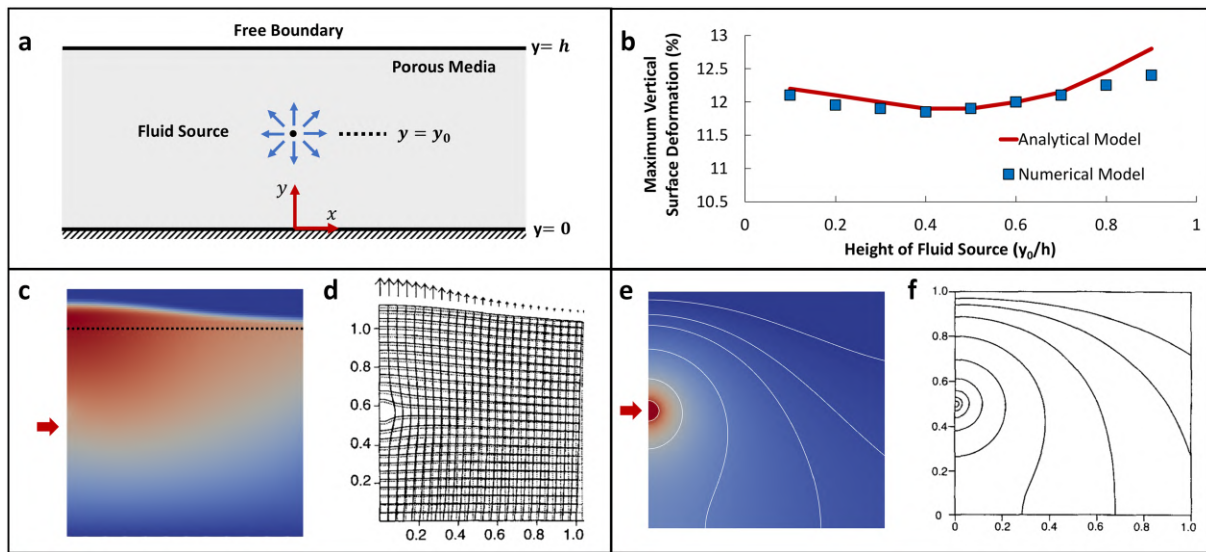 a
Free Boundary
y= h
Porous Media
Fluid Source
y = y₀
y
x
y=0
b
Maximum Vertical
Surface Deformation (%)
13
12.5
12
11.5
11
10.5
Analytical Model
Numerical Model
0
0.2
0.4
0.6
0.8
1
Height of Fluid Source (y₀/h)
c
d
1.0
0.8
0.6
0.4
0.2
0.2
0.4
0.6
0.8
1.0
e
f
1.0
0.8
0.6
0.4
0.2
0
0
0.2
0.4
0.6
0.8
1.0